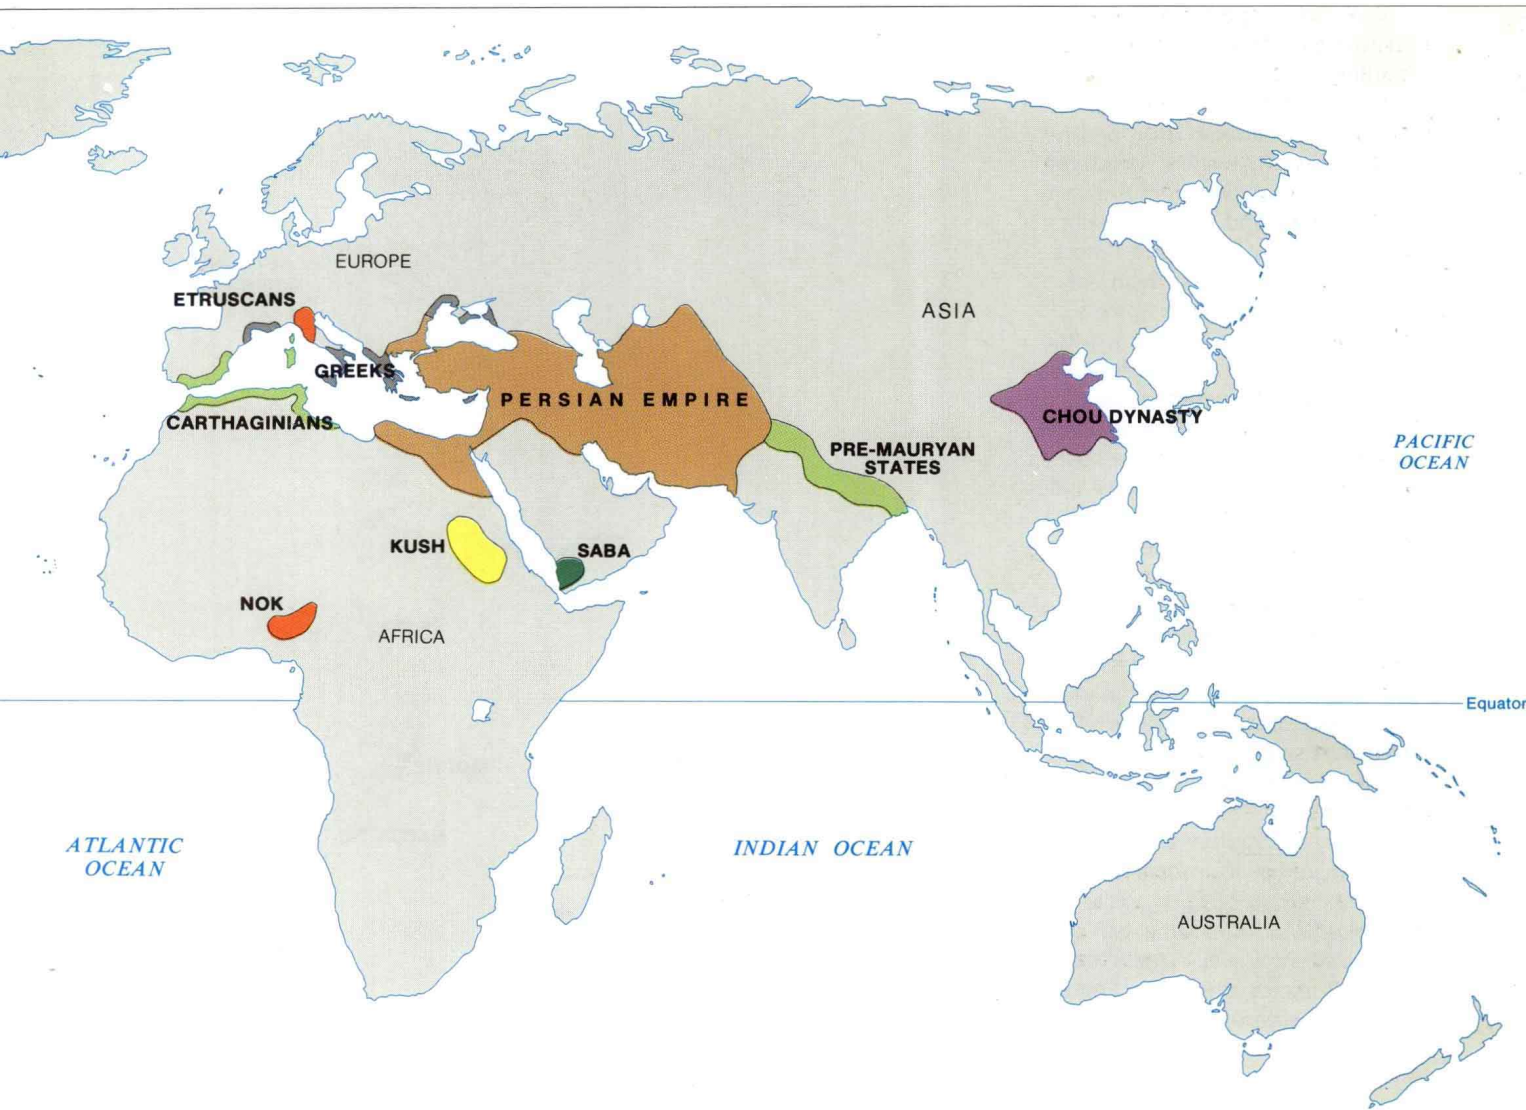 EUROPE
ETRUSCANS
ASIA
GREEKS
PERSIAN EMPIRE
CARTHAGINIANS
CHOU DYNASTY
PRE-MAURYAN
STATES
PACIFIC
OCEAN
KUSH
SABA
NOK
AFRICA
Equator
ATLANTIC
OCEAN
INDIAN OCEAN
AUSTRALIA